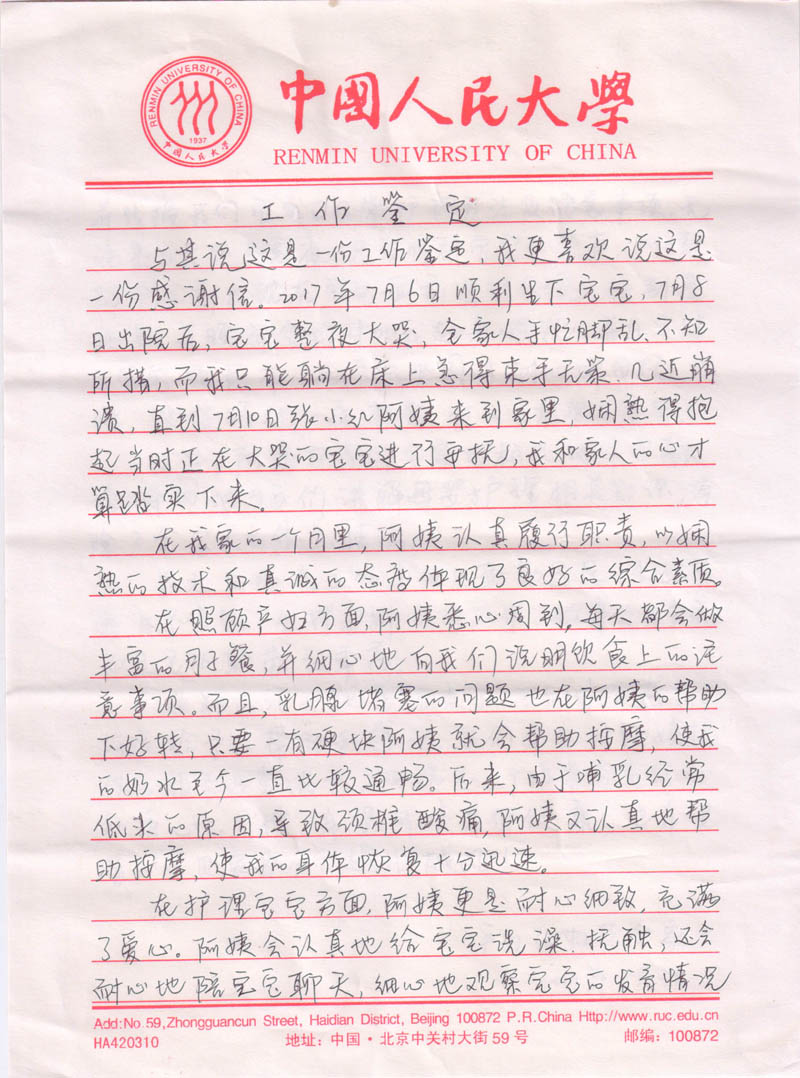 RENMIN UNIVERSITY OF CHINA
1937
中国人民大学
中國人民大學
RENMIN UNIVERSITY OF CHINA
工作鉴定
与其说这是一份工作鉴定，我更喜欢说这是
一份感谢信。2017年7月6日顺利生下宝宝，7月8
日出院后，宝宝整夜大哭，全家人手忙脚乱、不知
所措，而我只能躺在床上急得束手无策、几近崩
溃，直到7月10日张小红阿姨来到家里，娴熟得抱
起当时正在大哭的宝宝进行安抚，我和家人的心才
算踏实下来。
在我家的一个月里，阿姨认真履行职责，以娴
熟的技术和真诚的态度体现了良好的综合素质。
在照顾产妇方面，阿姨悉心周到，每天都会做
丰富的月子餐，并细心地向我们说明饮食上的注
意事项。而且，乳腺堵塞的问题也在阿姨的帮助
下好转，只要一有硬块阿姨就会帮助按摩，使我
的奶水至今一直比较通畅。后来，由于哺乳经常
低头的原因，导致颈椎酸痛，阿姨又认真地帮
助按摩，使我的身体恢复十分迅速。
在护理宝宝方面，阿姨更是耐心细致，充满
了爱心。阿姨会认真地给宝宝洗澡、抚触，还会
耐心地陪宝宝聊天，细心地观察宝宝的发育情况
Add:No.59,Zhongguancun Street, Haidian District, Beijing 100872 P.R.China Http://www.ruc.edu.cn
HA420310 地址：中国·北京中关村大街59号 邮编：100872